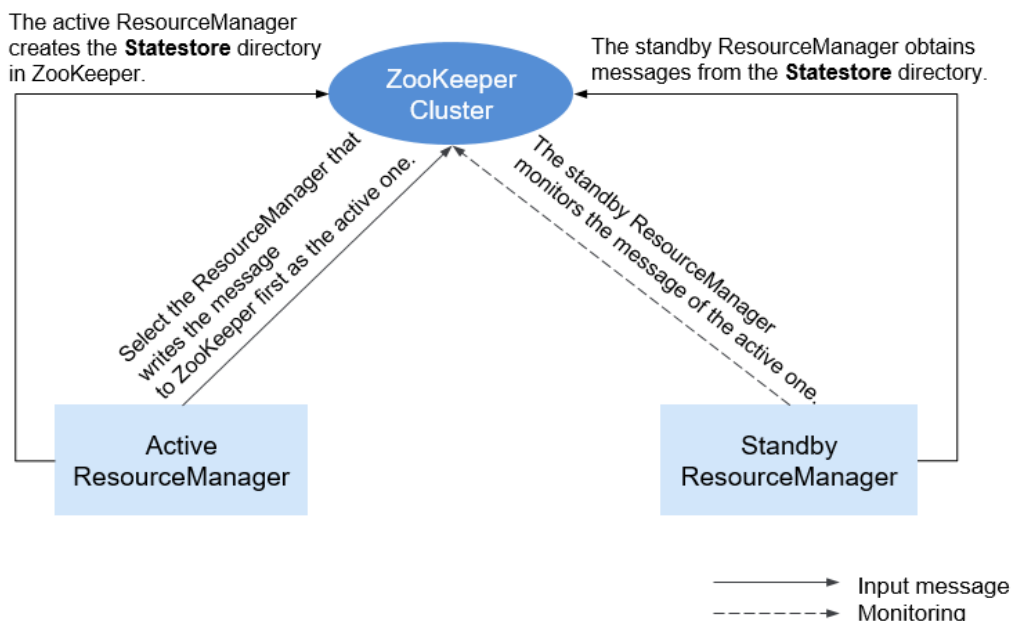 The active ResourceManager
creates the Statestore directory
in ZooKeeper.
The standby ResourceManager obtains
messages from the Statestore directory.
ZooKeeper
Cluster
Select the ResourceManager that
writes the message
to ZooKeeper first as the active one.
The standby ResourceManager
monitors the message of the active one.
Active
ResourceManager
Standby
ResourceManager
Input message
Monitoring